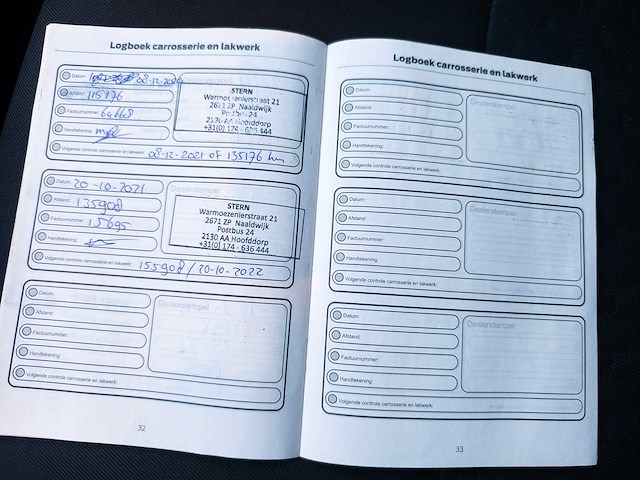 Logboek carrosserie en lakwerk
Datum: 08-12-2020
Afstand: 115176
Factuurnummer: 64668
Handtekening:
STERN
Warmoezenierstraat 21
2671 ZP Naaldwijk
Postbus 24
2130 AA Hoofddorp
+31(0) 174 - 636 444
Volgende controle carrosserie en lakwerk: 08-12-2021 of 135176 km
Datum: 20-10-2021
Afstand: 135908
Factuurnummer: 15695
Handtekening:
Dealerstempel
STERN
Warmoezenierstraat 21
2671 ZP Naaldwijk
Postbus 24
2130 AA Hoofddorp
+31(0) 174 - 636 444
Volgende controle carrosserie en lakwerk: 155908 / 20-10-2022
Datum:
Afstand:
Factuurnummer:
Handtekening:
Dealerstempel
Volgende controle carrosserie en lakwerk:
32
Logboek carrosserie en lakwerk
Datum:
Afstand:
Factuurnummer:
Handtekening:
Dealerstempel
Volgende controle carrosserie en lakwerk:
Datum:
Afstand:
Factuurnummer:
Handtekening:
Dealerstempel
Volgende controle carrosserie en lakwerk:
Datum:
Afstand:
Factuurnummer:
Handtekening:
Dealerstempel
Volgende controle carrosserie en lakwerk:
33